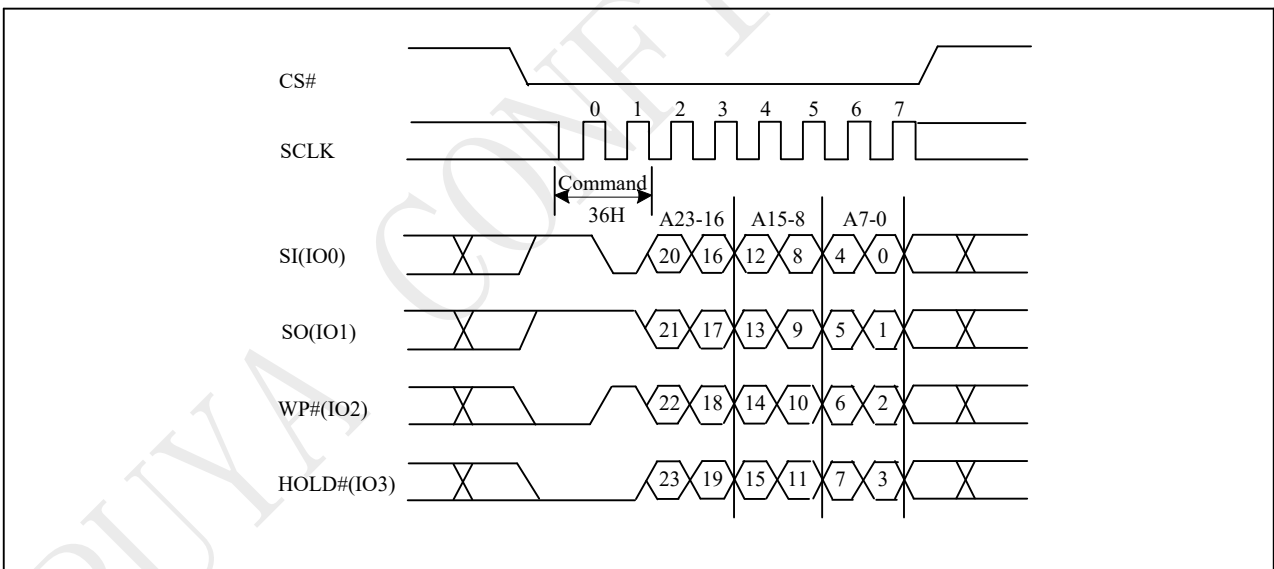 CS#
0 1 2 3 4 5 6 7
SCLK
Command
36H
A23-16 A15-8 A7-0
SI(IO0) 20 16 12 8 4 0
SO(IO1) 21 17 13 9 5 1
WP#(IO2) 22 18 14 10 6 2
HOLD#(IO3) 23 19 15 11 7 3